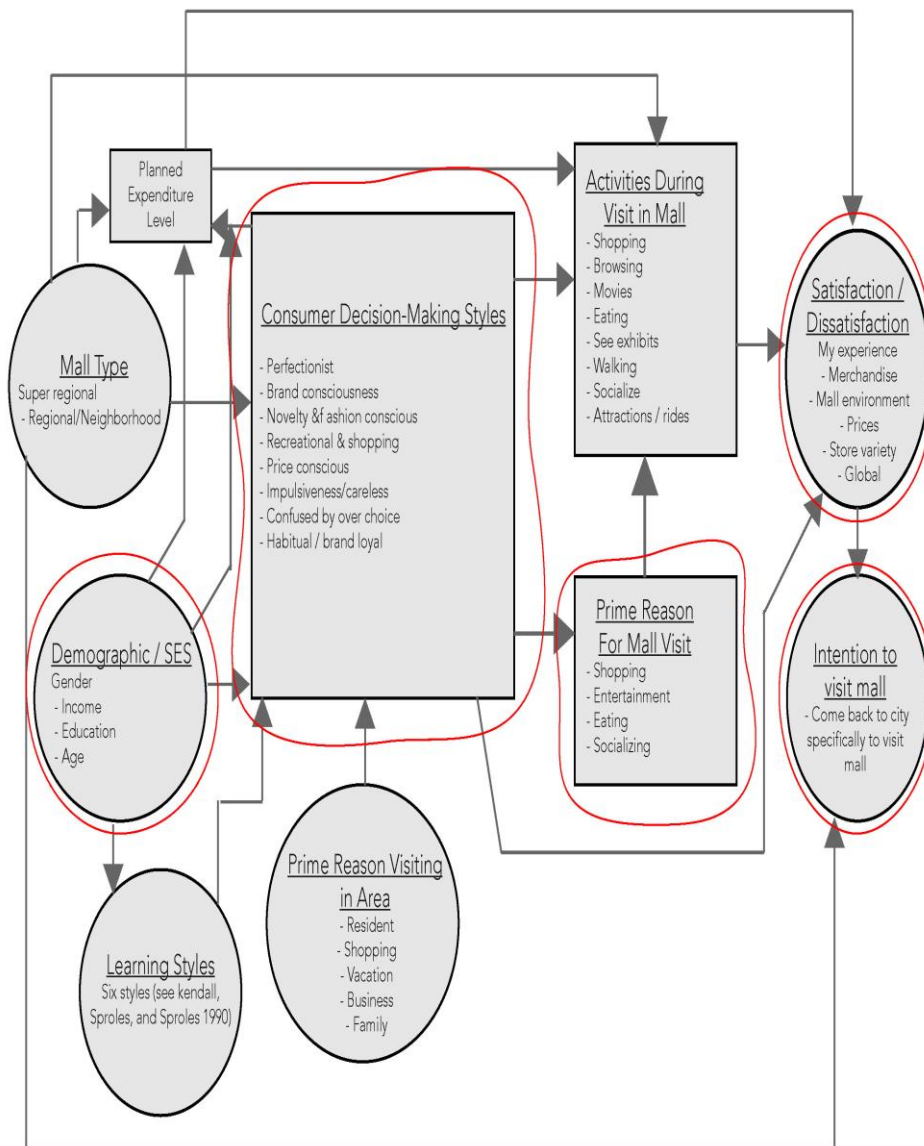 Planned
Expenditure
Level
Mall Type
Super regional
- Regional/Neighborhood
Demographic / SES
Gender
- Income
- Education
- Age
Learning Styles
Six styles (see kendall,
Sproles, and Sproles 1990)
Consumer Decision-Making Styles
- Perfectionist
- Brand consciousness
- Novelty &f ashion conscious
- Recreational & shopping
- Price conscious
- Impulsiveness/careless
- Confused by over choice
- Habitual / brand loyal
Prime Reason Visiting
in Area
- Resident
- Shopping
- Vacation
- Business
- Family
Activities During
Visit in Mall
- Shopping
- Browsing
- Movies
- Eating
- See exhibits
- Walking
- Socialize
- Attractions / rides
Prime Reason
For Mall Visit
- Shopping
- Entertainment
- Eating
- Socializing
Satisfaction /
Dissatisfaction
My experience
- Merchandise
- Mall environment
- Prices
- Store variety
- Global
Intention to
visit mall
- Come back to city
specifically to visit
mall